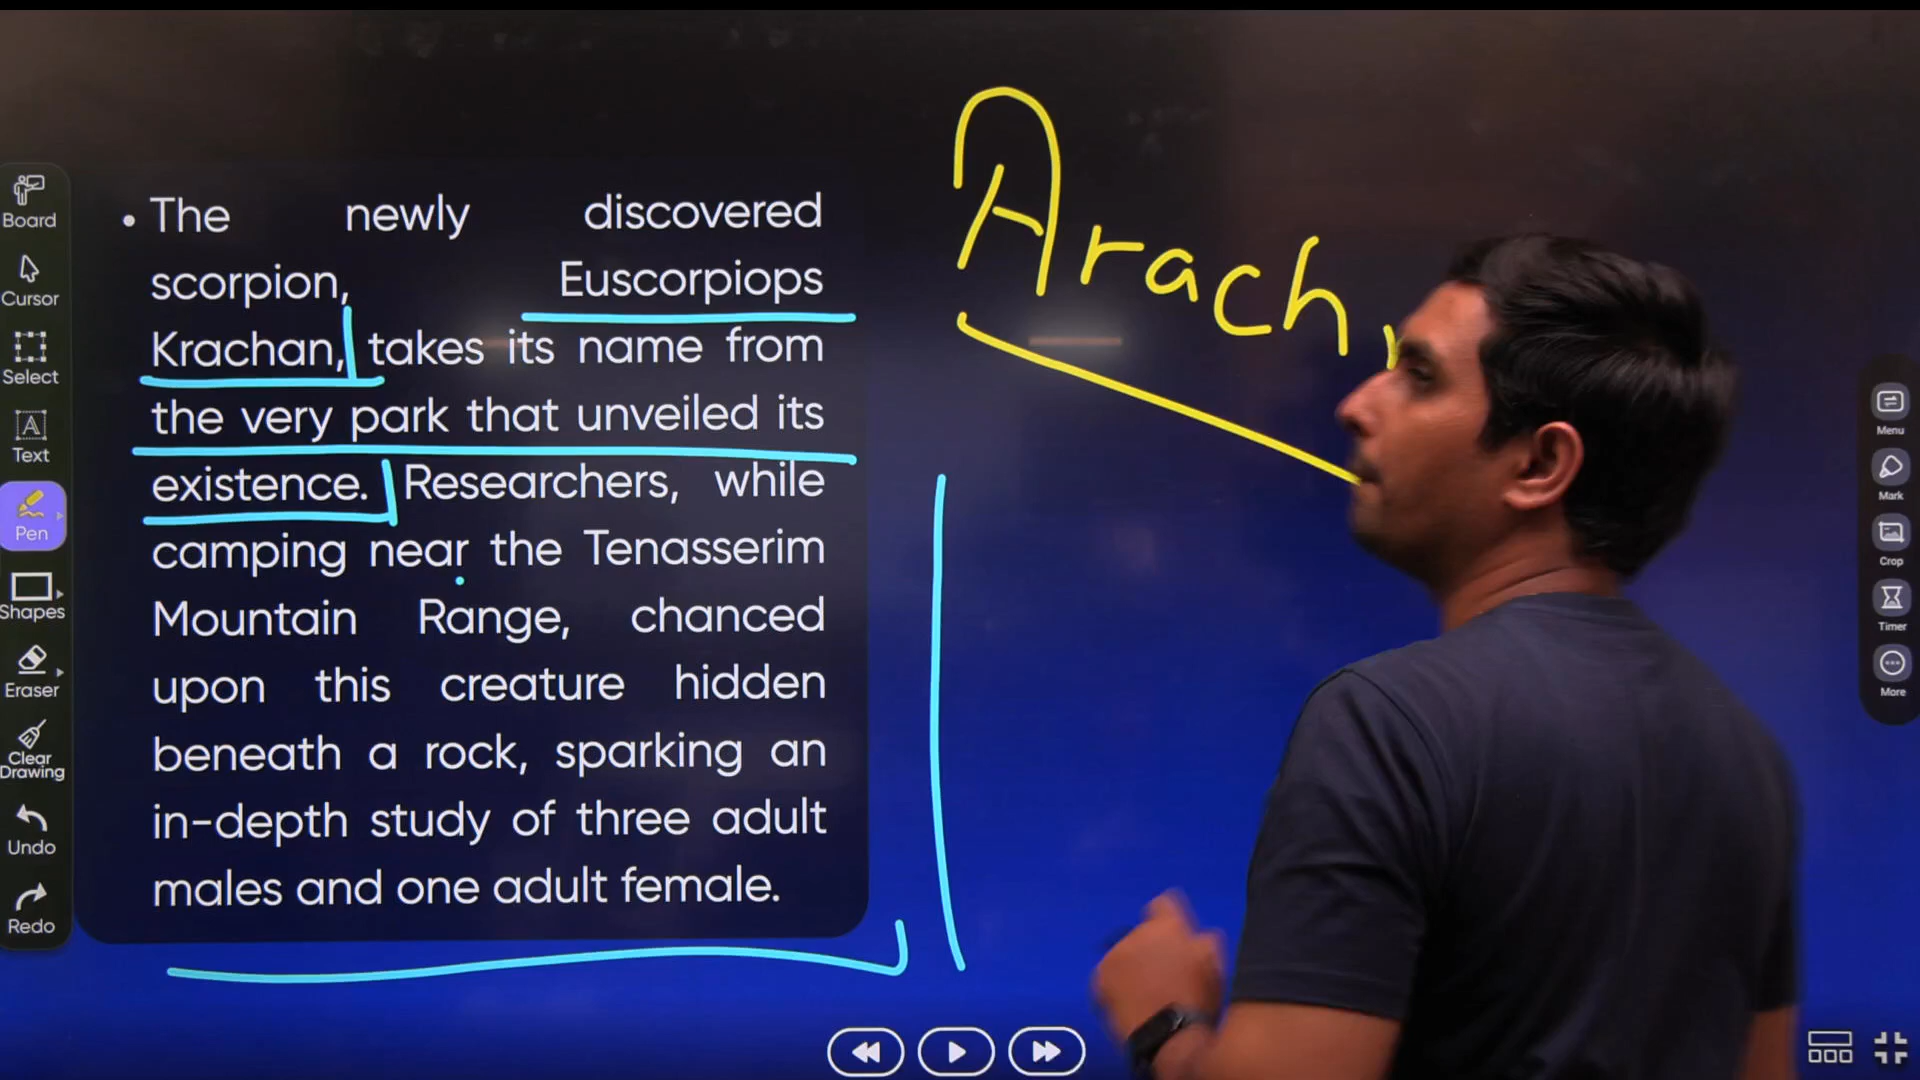 • The newly discovered
scorpion, Euscorpiops
Krachan, takes its name from
the very park that unveiled its
existence. Researchers, while
camping near the Tenasserim
Mountain Range, chanced
upon this creature hidden
beneath a rock, sparking an
in-depth study of three adult
males and one adult female.
Arach
Board
Cursor
Select
Text
Pen
Shapes
Eraser
Clear
Drawing
Undo
Redo
Menu
Mark
Crop
Timer
More